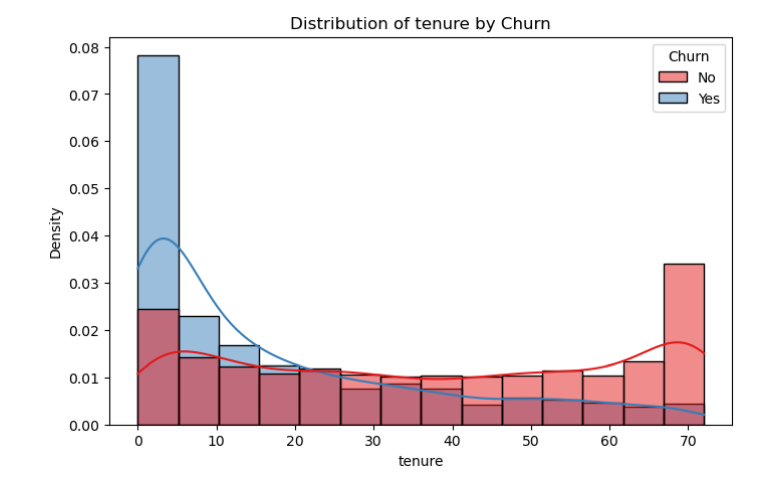 Distribution of tenure by Churn
Churn
No
Yes
Density
0.08
0.07
0.06
0.05
0.04
0.03
0.02
0.01
0.00
0 10 20 30 40 50 60 70
tenure